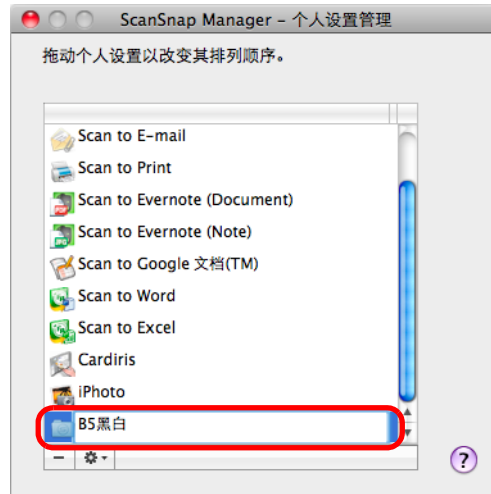 ScanSnap Manager – 个人设置管理
拖动个人设置以改变其排列顺序。
Scan to E-mail
Scan to Print
Scan to Evernote (Document)
Scan to Evernote (Note)
Scan to Google 文档(TM)
Scan to Word
Scan to Excel
Cardiris
iPhoto
B5黑白
?